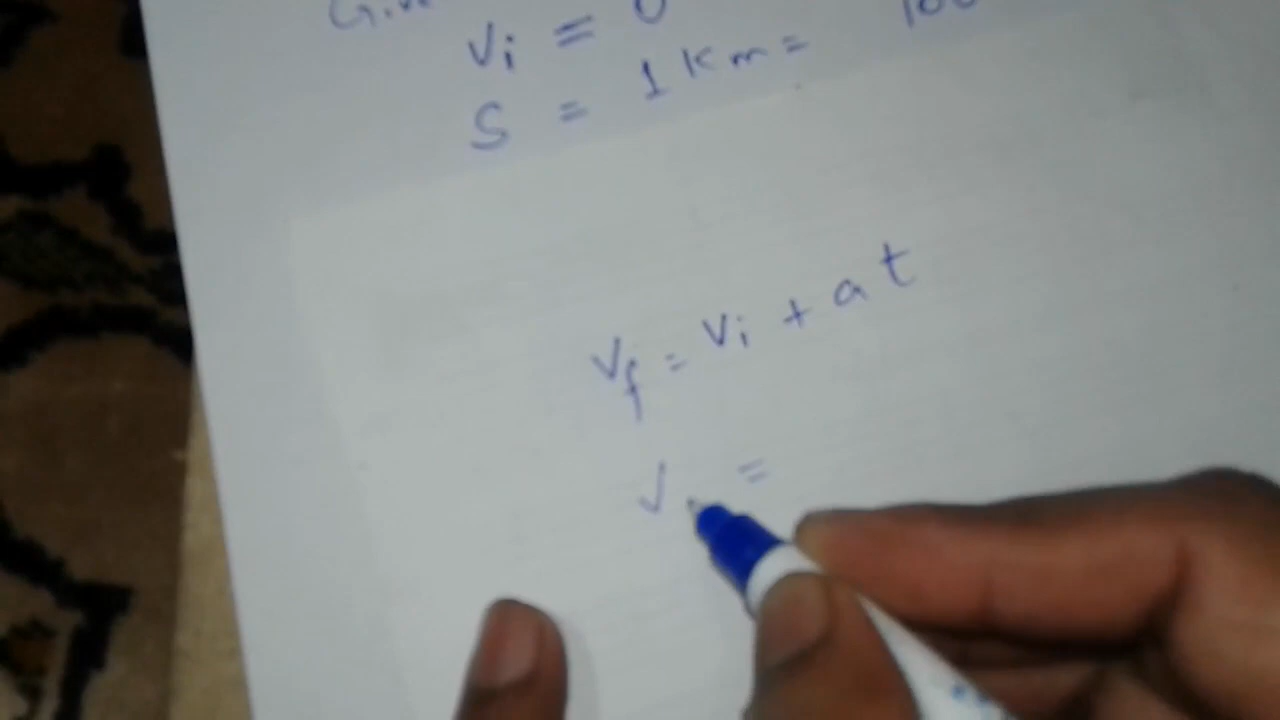 Vi = 0
S = 1 Km =
Vf = Vi + at
V =